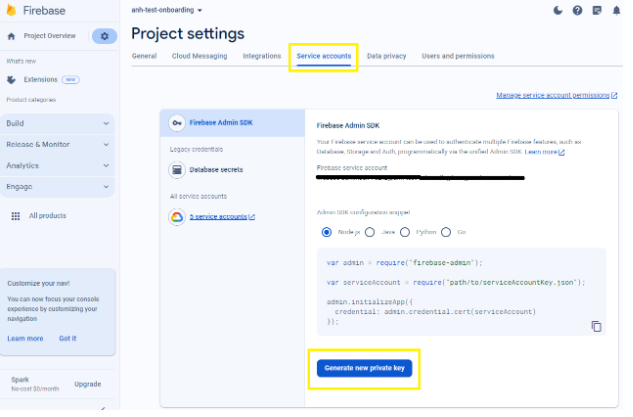 Firebase
anh-test-onboarding
Project Overview
Project settings
General Cloud Messaging Integrations Service accounts Data privacy Users and permissions
What's new
Extensions NEW
Product categories
Build
Release & Monitor
Analytics
Engage
All products
Customize your nav!
You can now focus your console
experience by customizing your
navigation
Learn more Got it
Spark
No-cost $0/month
Upgrade
Manage service account permissions
Firebase Admin SDK
Legacy credentials
Database secrets
All service accounts
5 service accounts
Firebase Admin SDK
Your Firebase service account can be used to authenticate multiple Firebase features, such as
Database, Storage and Auth, programmatically via the unified Admin SDK. Learn more
Firebase service account
Admin SDK configuration snippet
Node.js Java Python Go
var admin = require("firebase-admin");
var serviceAccount = require("path/to/serviceAccountKey.json");
admin.initializeApp({
credential: admin.credential.cert(serviceAccount)
});
Generate new private key